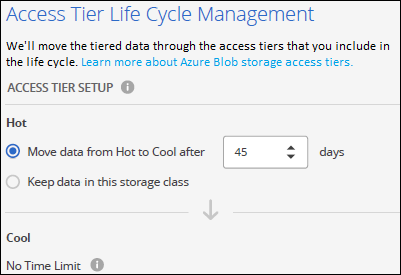 Access Tier Life Cycle Management
We'll move the tiered data through the access tiers that you include in
the life cycle. Learn more about Azure Blob storage access tiers.
ACCESS TIER SETUP i
Hot
Move data from Hot to Cool after 45 days
Keep data in this storage class
Cool
No Time Limit i